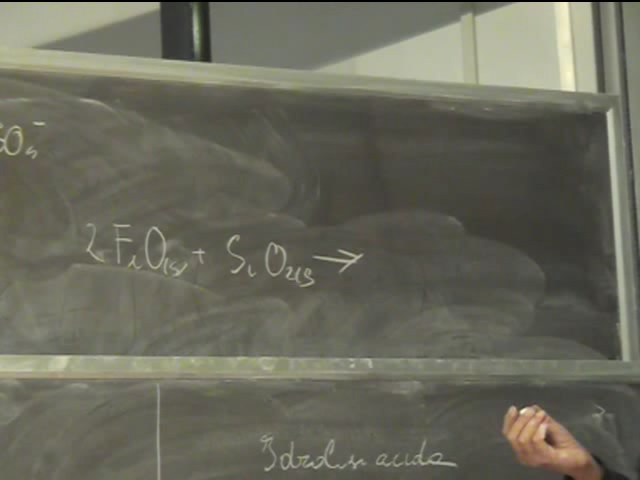 2 FeO(s) + SiO2(s) →
Idrolisi acida